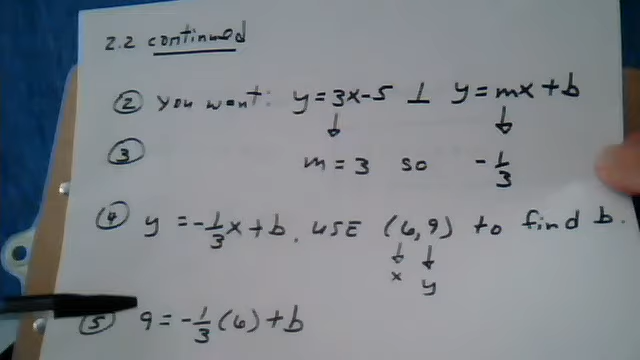 2.2 continued
② You want: y = 3x - 5 ⊥ y = mx + b
↓ ↓
③ m = 3 so -1/3
④ y = -1/3 x + b. USE (6, 9) to find b.
↓ ↓
x y
⑤ 9 = -1/3 (6) + b